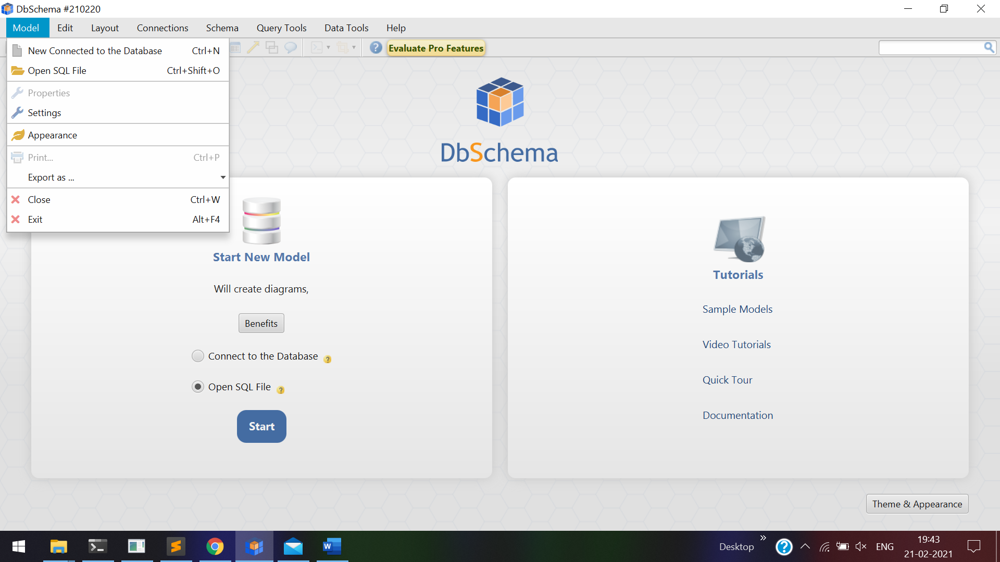 DbSchema #210220
Model Edit Layout Connections Schema Query Tools Data Tools Help
New Connected to the Database Ctrl+N
Open SQL File Ctrl+Shift+O
Properties
Settings
Appearance
Print... Ctrl+P
Export as ...
Close Ctrl+W
Exit Alt+F4
Evaluate Pro Features
DbSchema
Start New Model
Will create diagrams,
Benefits
Connect to the Database
Open SQL File
Start
Tutorials
Sample Models
Video Tutorials
Quick Tour
Documentation
Theme & Appearance
Desktop
ENG
19:43
21-02-2021